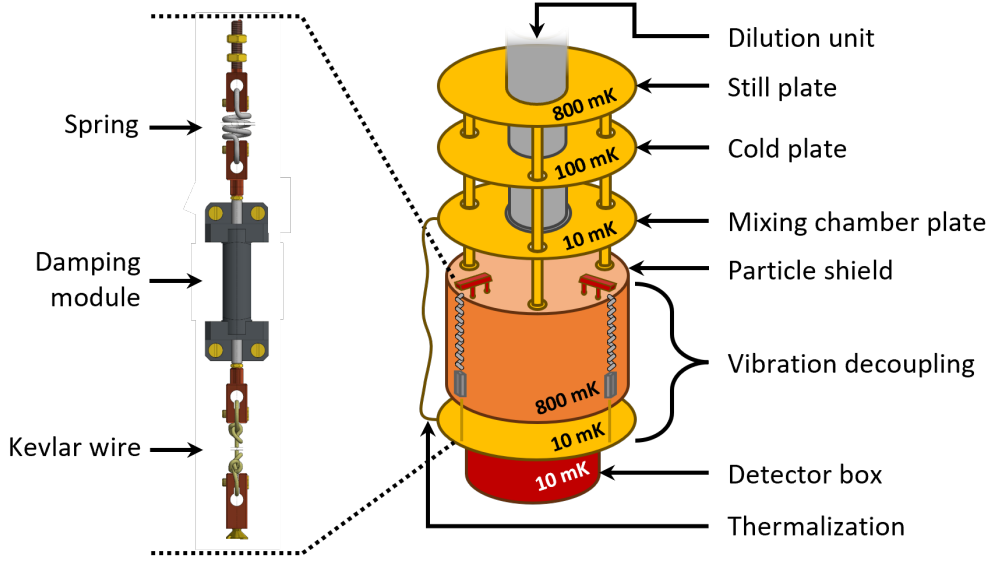 Dilution unit
Still plate
800 mK
Spring
Cold plate
100 mK
Mixing chamber plate
10 mK
Damping
module
Particle shield
Vibration decoupling
800 mK
Kevlar wire
10 mK
10 mK
Detector box
Thermalization